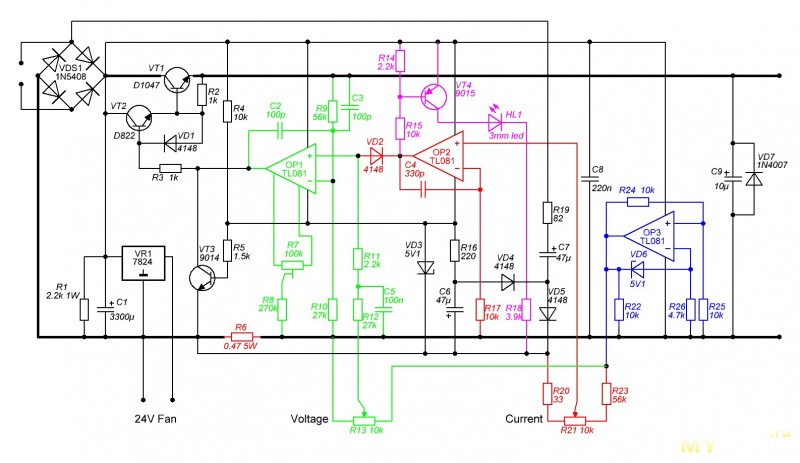 VDS1
1N5408
VT1
D1047
R2
1k
VT2
D822
VD1
4148
R3 1k
R4
10k
C2
100p
R9
56k
C3
100p
R14
2.2k
VT4
9015
HL1
3mm led
R15
10k
VD2
4148
OP1
TL081
OP2
TL081
C4
330p
C8
220n
C9
10µ
VD7
1N4007
R24 10k
OP3
TL081
VD6
5V1
R19
82
C7
47µ
VR1
7824
VT3
9014
R5
1.5k
R7
100k
R11
2.2k
VD3
5V1
R16
220
VD4
4148
VD5
4148
R1
2.2k 1W
C1
3300µ
R8
270k
R10
27k
C5
100n
R12
27k
C6
47µ
R17
10k
R18
3.9k
R22
10k
R26
4.7k
R25
10k
R6
0.47 5W
R20
33
R23
56k
24V Fan
Voltage
R13 10k
Current
R21 10k
MY
.ru